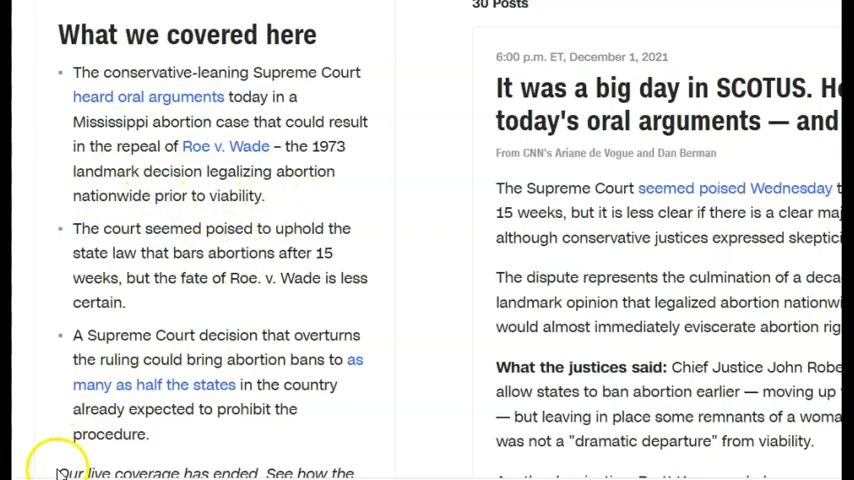 What we covered here
The conservative-leaning Supreme Court
heard oral arguments today in a
Mississippi abortion case that could result
in the repeal of Roe v. Wade – the 1973
landmark decision legalizing abortion
nationwide prior to viability.
The court seemed poised to uphold the
state law that bars abortions after 15
weeks, but the fate of Roe. v. Wade is less
certain.
A Supreme Court decision that overturns
the ruling could bring abortion bans to as
many as half the states in the country
already expected to prohibit the
procedure.
Our live coverage has ended. See how the
30 Posts
6:00 p.m. ET, December 1, 2021
It was a big day in SCOTUS.
today's oral arguments — and
From CNN's Ariane de Vogue and Dan Berman
The Supreme Court seemed poised Wednesday
15 weeks, but it is less clear if there is a clear
although conservative justices expressed
The dispute represents the culmination of a
landmark opinion that legalized abortion
would almost immediately eviscerate abortion
What the justices said: Chief Justice John
allow states to ban abortion earlier — moving up
— but leaving in place some remnants of a
was not a "dramatic departure" from viability.